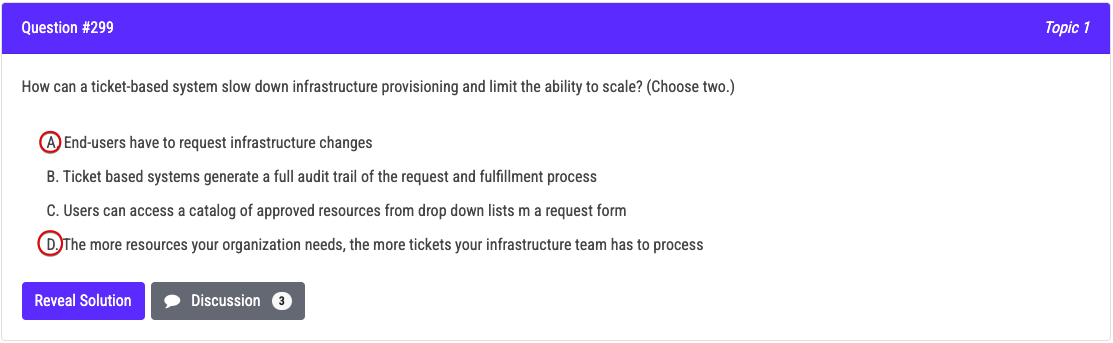 Question #299
Topic 1
How can a ticket-based system slow down infrastructure provisioning and limit the ability to scale? (Choose two.)
A. End-users have to request infrastructure changes
B. Ticket based systems generate a full audit trail of the request and fulfillment process
C. Users can access a catalog of approved resources from drop down lists m a request form
D. The more resources your organization needs, the more tickets your infrastructure team has to process
Reveal Solution
Discussion 3